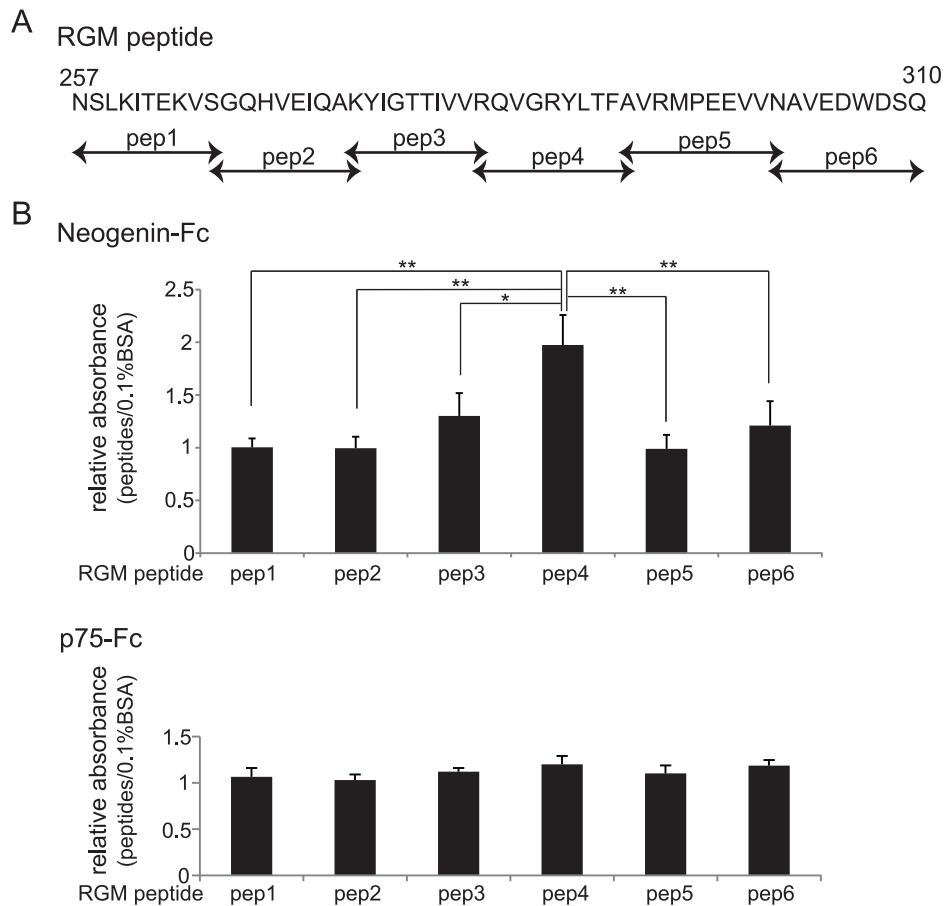 A
RGM peptide
257 310
NSLKITEKVSGQHVEIQAKYIGTTIVVRQVGRYLTFAVRMPEEVVNAVEDWDSQ
pep1 pep3 pep5
pep2 pep4 pep6
B
Neogenin-Fc
relative absorbance
(peptides/0.1%BSA)
2.5
2
1.5
1
0.5
0
** **
** **
*
RGM peptide pep1 pep2 pep3 pep4 pep5 pep6
p75-Fc
relative absorbance
(peptides/0.1%BSA)
1.5
1
0.5
0
RGM peptide pep1 pep2 pep3 pep4 pep5 pep6